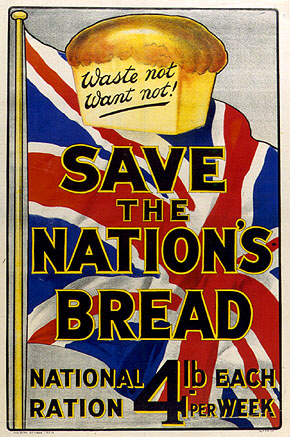 Waste not
Want not!
SAVE
THE
NATION'S
BREAD
NATIONAL 4 lb EACH
RATION PER WEEK